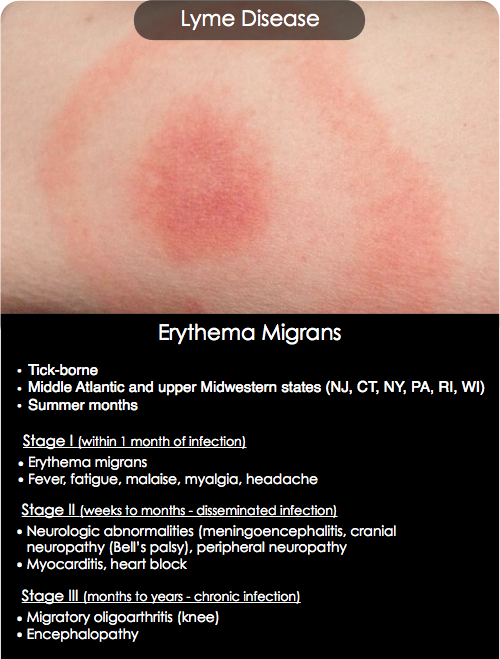 Lyme Disease
Erythema Migrans
• Tick-borne
• Middle Atlantic and upper Midwestern states (NJ, CT, NY, PA, RI, WI)
• Summer months
Stage I (within 1 month of infection)
• Erythema migrans
• Fever, fatigue, malaise, myalgia, headache
Stage II (weeks to months - disseminated infection)
• Neurologic abnormalities (meningoencephalitis, cranial
neuropathy (Bell's palsy), peripheral neuropathy
• Myocarditis, heart block
Stage III (months to years - chronic infection)
• Migratory oligoarthritis (knee)
• Encephalopathy